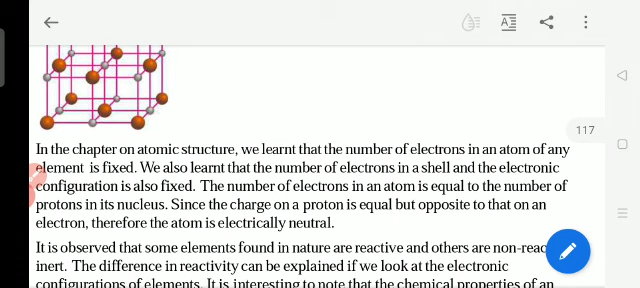 117
In the chapter on atomic structure, we learnt that the number of electrons in an atom of any
element is fixed. We also learnt that the number of electrons in a shell and the electronic
configuration is also fixed. The number of electrons in an atom is equal to the number of
protons in its nucleus. Since the charge on a proton is equal but opposite to that on an
electron, therefore the atom is electrically neutral.
It is observed that some elements found in nature are reactive and others are
inert. The difference in reactivity can be explained if we look at the electronic
configurations of elements. It is interesting to note that the chemical properties of an